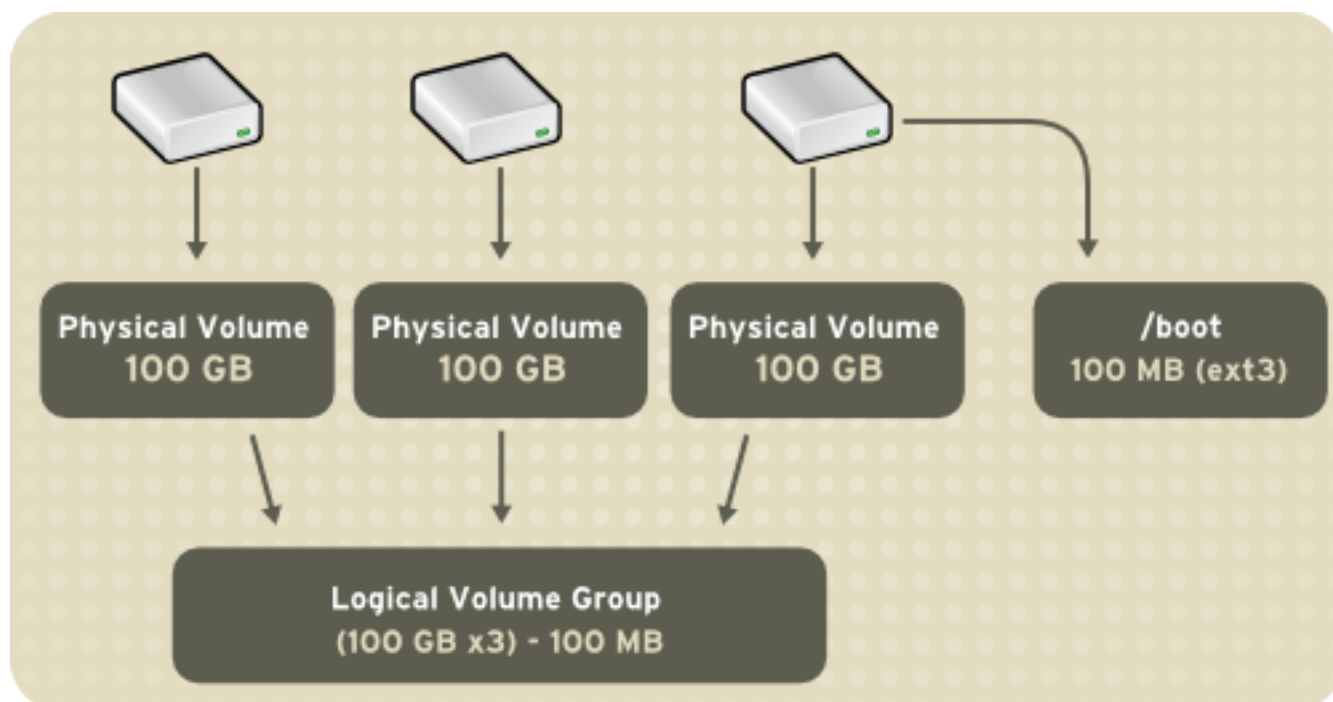 Physical Volume
100 GB
Physical Volume
100 GB
Physical Volume
100 GB
/boot
100 MB (ext3)
Logical Volume Group
(100 GB x3) - 100 MB